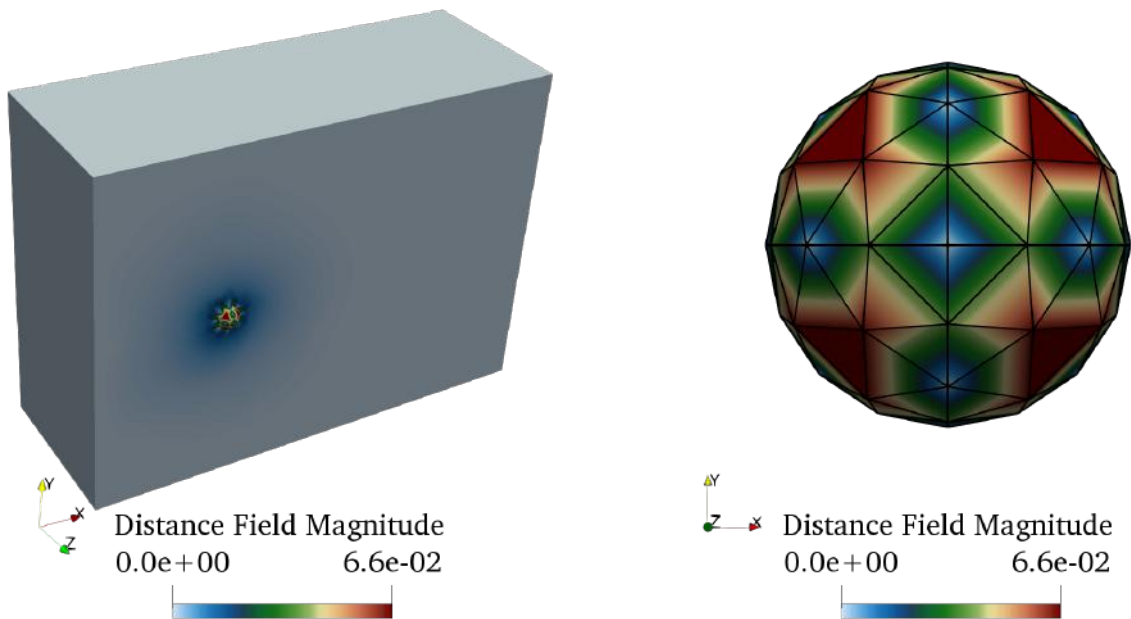 Y
X
Z
Distance Field Magnitude
0.0e+00 6.6e-02
Y
Z X
Distance Field Magnitude
0.0e+00 6.6e-02